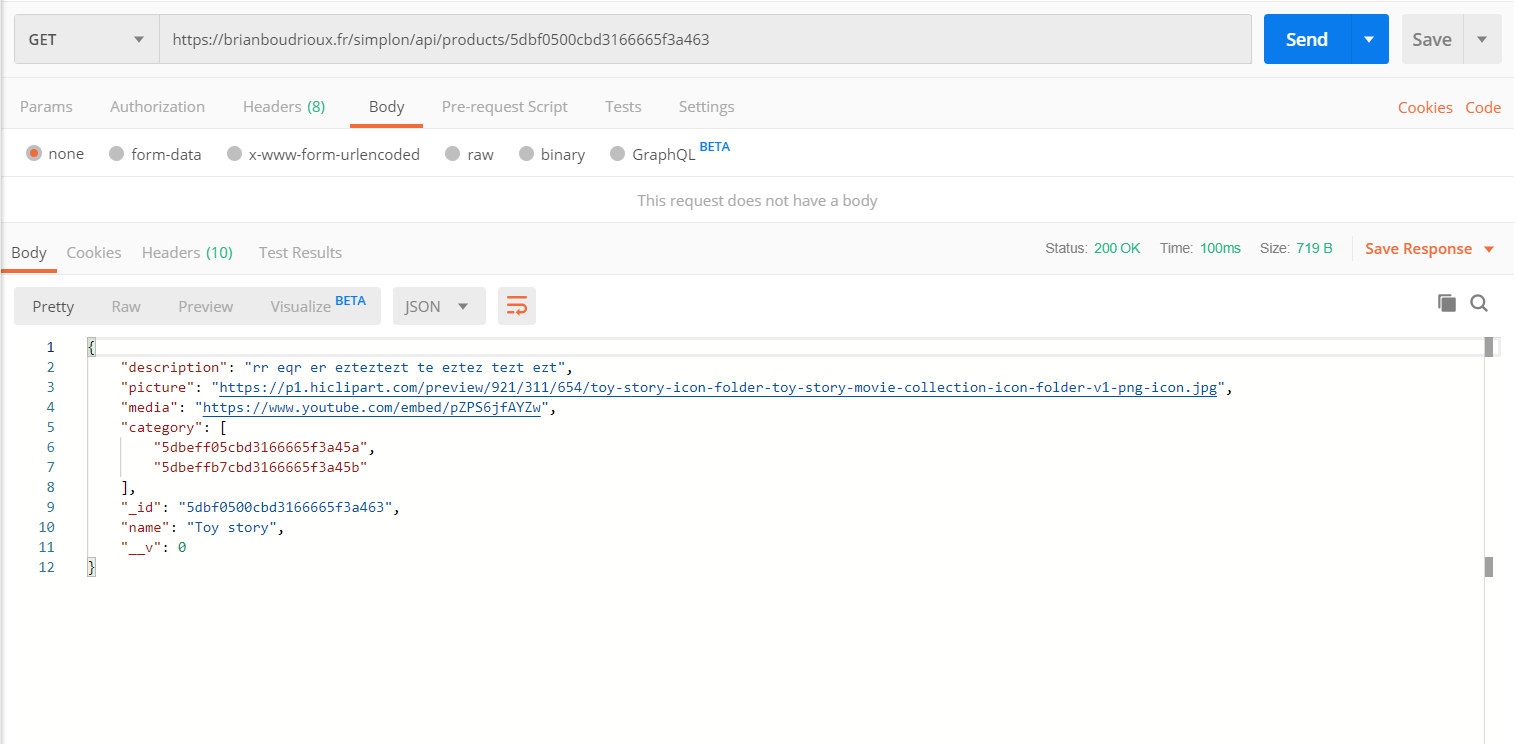 GET https://brianboudrioux.fr/simplon/api/products/5dbf0500cbd3166665f3a463 Send Save
Params Authorization Headers (8) Body Pre-request Script Tests Settings Cookies Code
none form-data x-www-form-urlencoded raw binary GraphQL BETA
This request does not have a body
Body Cookies Headers (10) Test Results Status: 200 OK Time: 100ms Size: 719 B Save Response
Pretty Raw Preview Visualize BETA JSON
1 {
2 "description": "rr eqr er ezteztezt te eztez tezt ezt",
3 "picture": "https://p1.hiclipart.com/preview/921/311/654/toy-story-icon-folder-toy-story-movie-collection-icon-folder-v1-png-icon.jpg",
4 "media": "https://www.youtube.com/embed/pZPS6jfAYZw",
5 "category": [
6 "5dbeff05cbd3166665f3a45a",
7 "5dbeffb7cbd3166665f3a45b"
8 ],
9 "_id": "5dbf0500cbd3166665f3a463",
10 "name": "Toy story",
11 "__v": 0
12 }